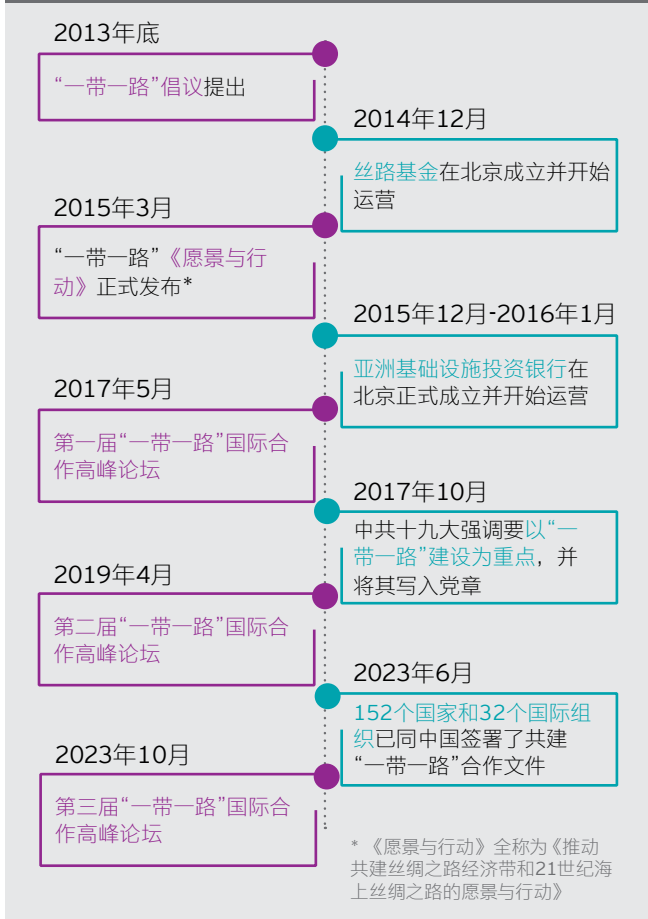 2013年底
“一带一路”倡议提出
2014年12月
丝路基金在北京成立并开始
运营
2015年3月
“一带一路”《愿景与行
动》正式发布*
2015年12月-2016年1月
亚洲基础设施投资银行在
北京正式成立并开始运营
2017年5月
第一届“一带一路”国际合
作高峰论坛
2017年10月
中共十九大强调要以“一
带一路”建设为重点，并
将其写入党章
2019年4月
第二届“一带一路”国际合
作高峰论坛
2023年6月
152个国家和32个国际组
织已同中国签署了共建
“一带一路”合作文件
2023年10月
第三届“一带一路”国际合
作高峰论坛
* 《愿景与行动》全称为《推动
共建丝绸之路经济带和21世纪海
上丝绸之路的愿景与行动》